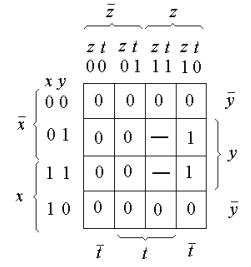 z̄ z
z t z t z t z t
0 0 0 1 1 1 1 0
x y
0 0 0 0 0 0 ȳ
x̄
0 1 0 0 — 1
y
1 1 0 0 — 1
x
1 0 0 0 0 0 ȳ
t̄ t t̄